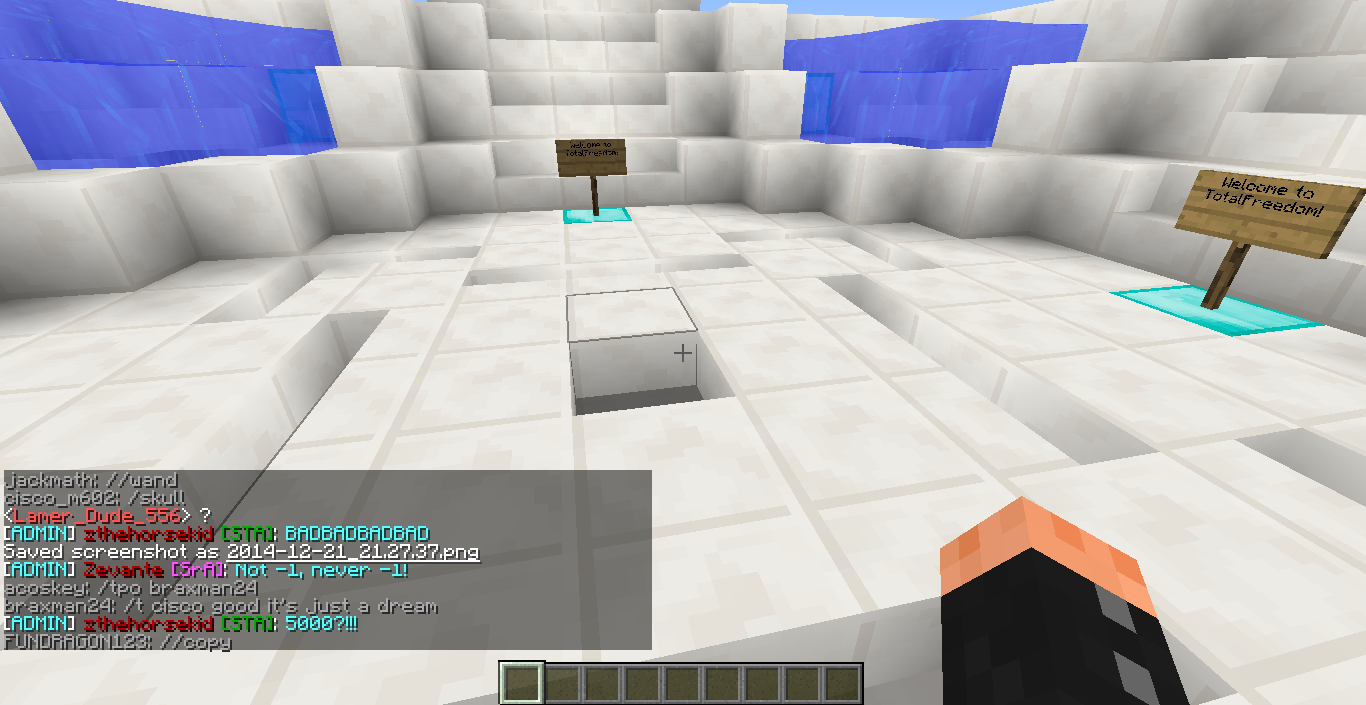 Welcome to
TotalFreedom!
Welcome to
TotalFreedom!
jackmath: //wand
cisco_m602: /skull
<Lamer_Dude_556> ?
[ADMIN] zthehorsekid [STA]: BADBADBADBAD
Saved screenshot as 2014-12-21_21.27.37.png
[ADMIN] Zevante [SrA]: Not -1, never -1!
acoskey: /tpo braxman24
braxman24: /t cisco good it's just a dream
[ADMIN] zthehorsekid [STA]: 5000?!!!
FUNDRAGON123: //copy